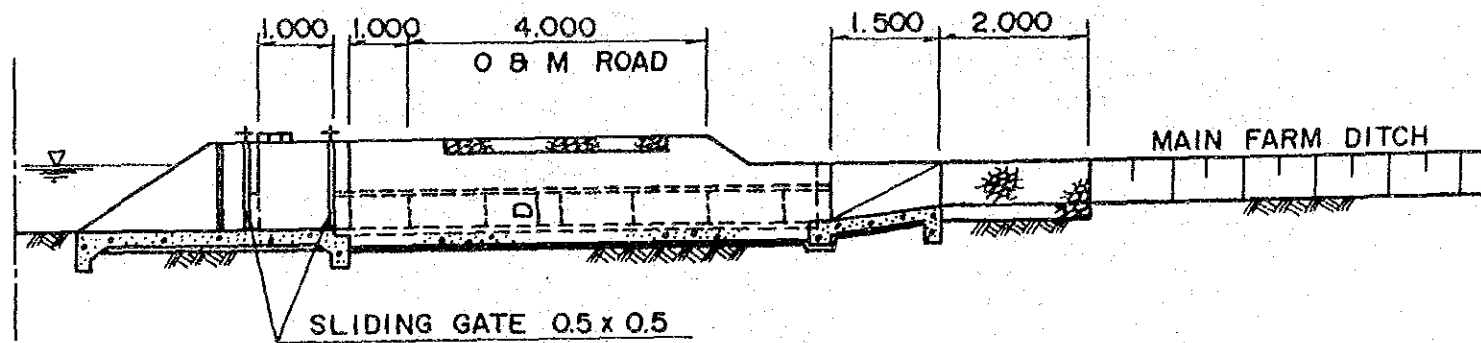 1.000 1.000 4.000 1.500 2.000
O & M ROAD
MAIN FARM DITCH
D
SLIDING GATE 0.5 x 0.5